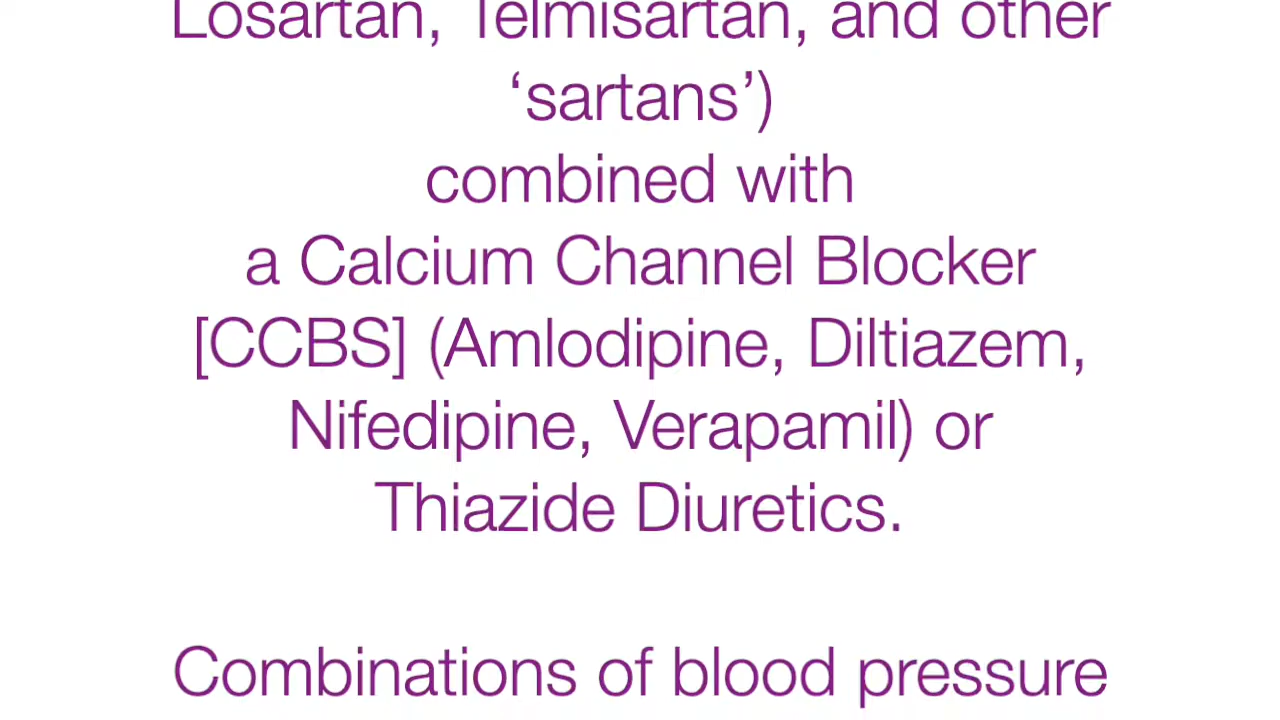 Losartan, Telmisartan, and other
‘sartans’)
combined with
a Calcium Channel Blocker
[CCBS] (Amlodipine, Diltiazem,
Nifedipine, Verapamil) or
Thiazide Diuretics.
Combinations of blood pressure